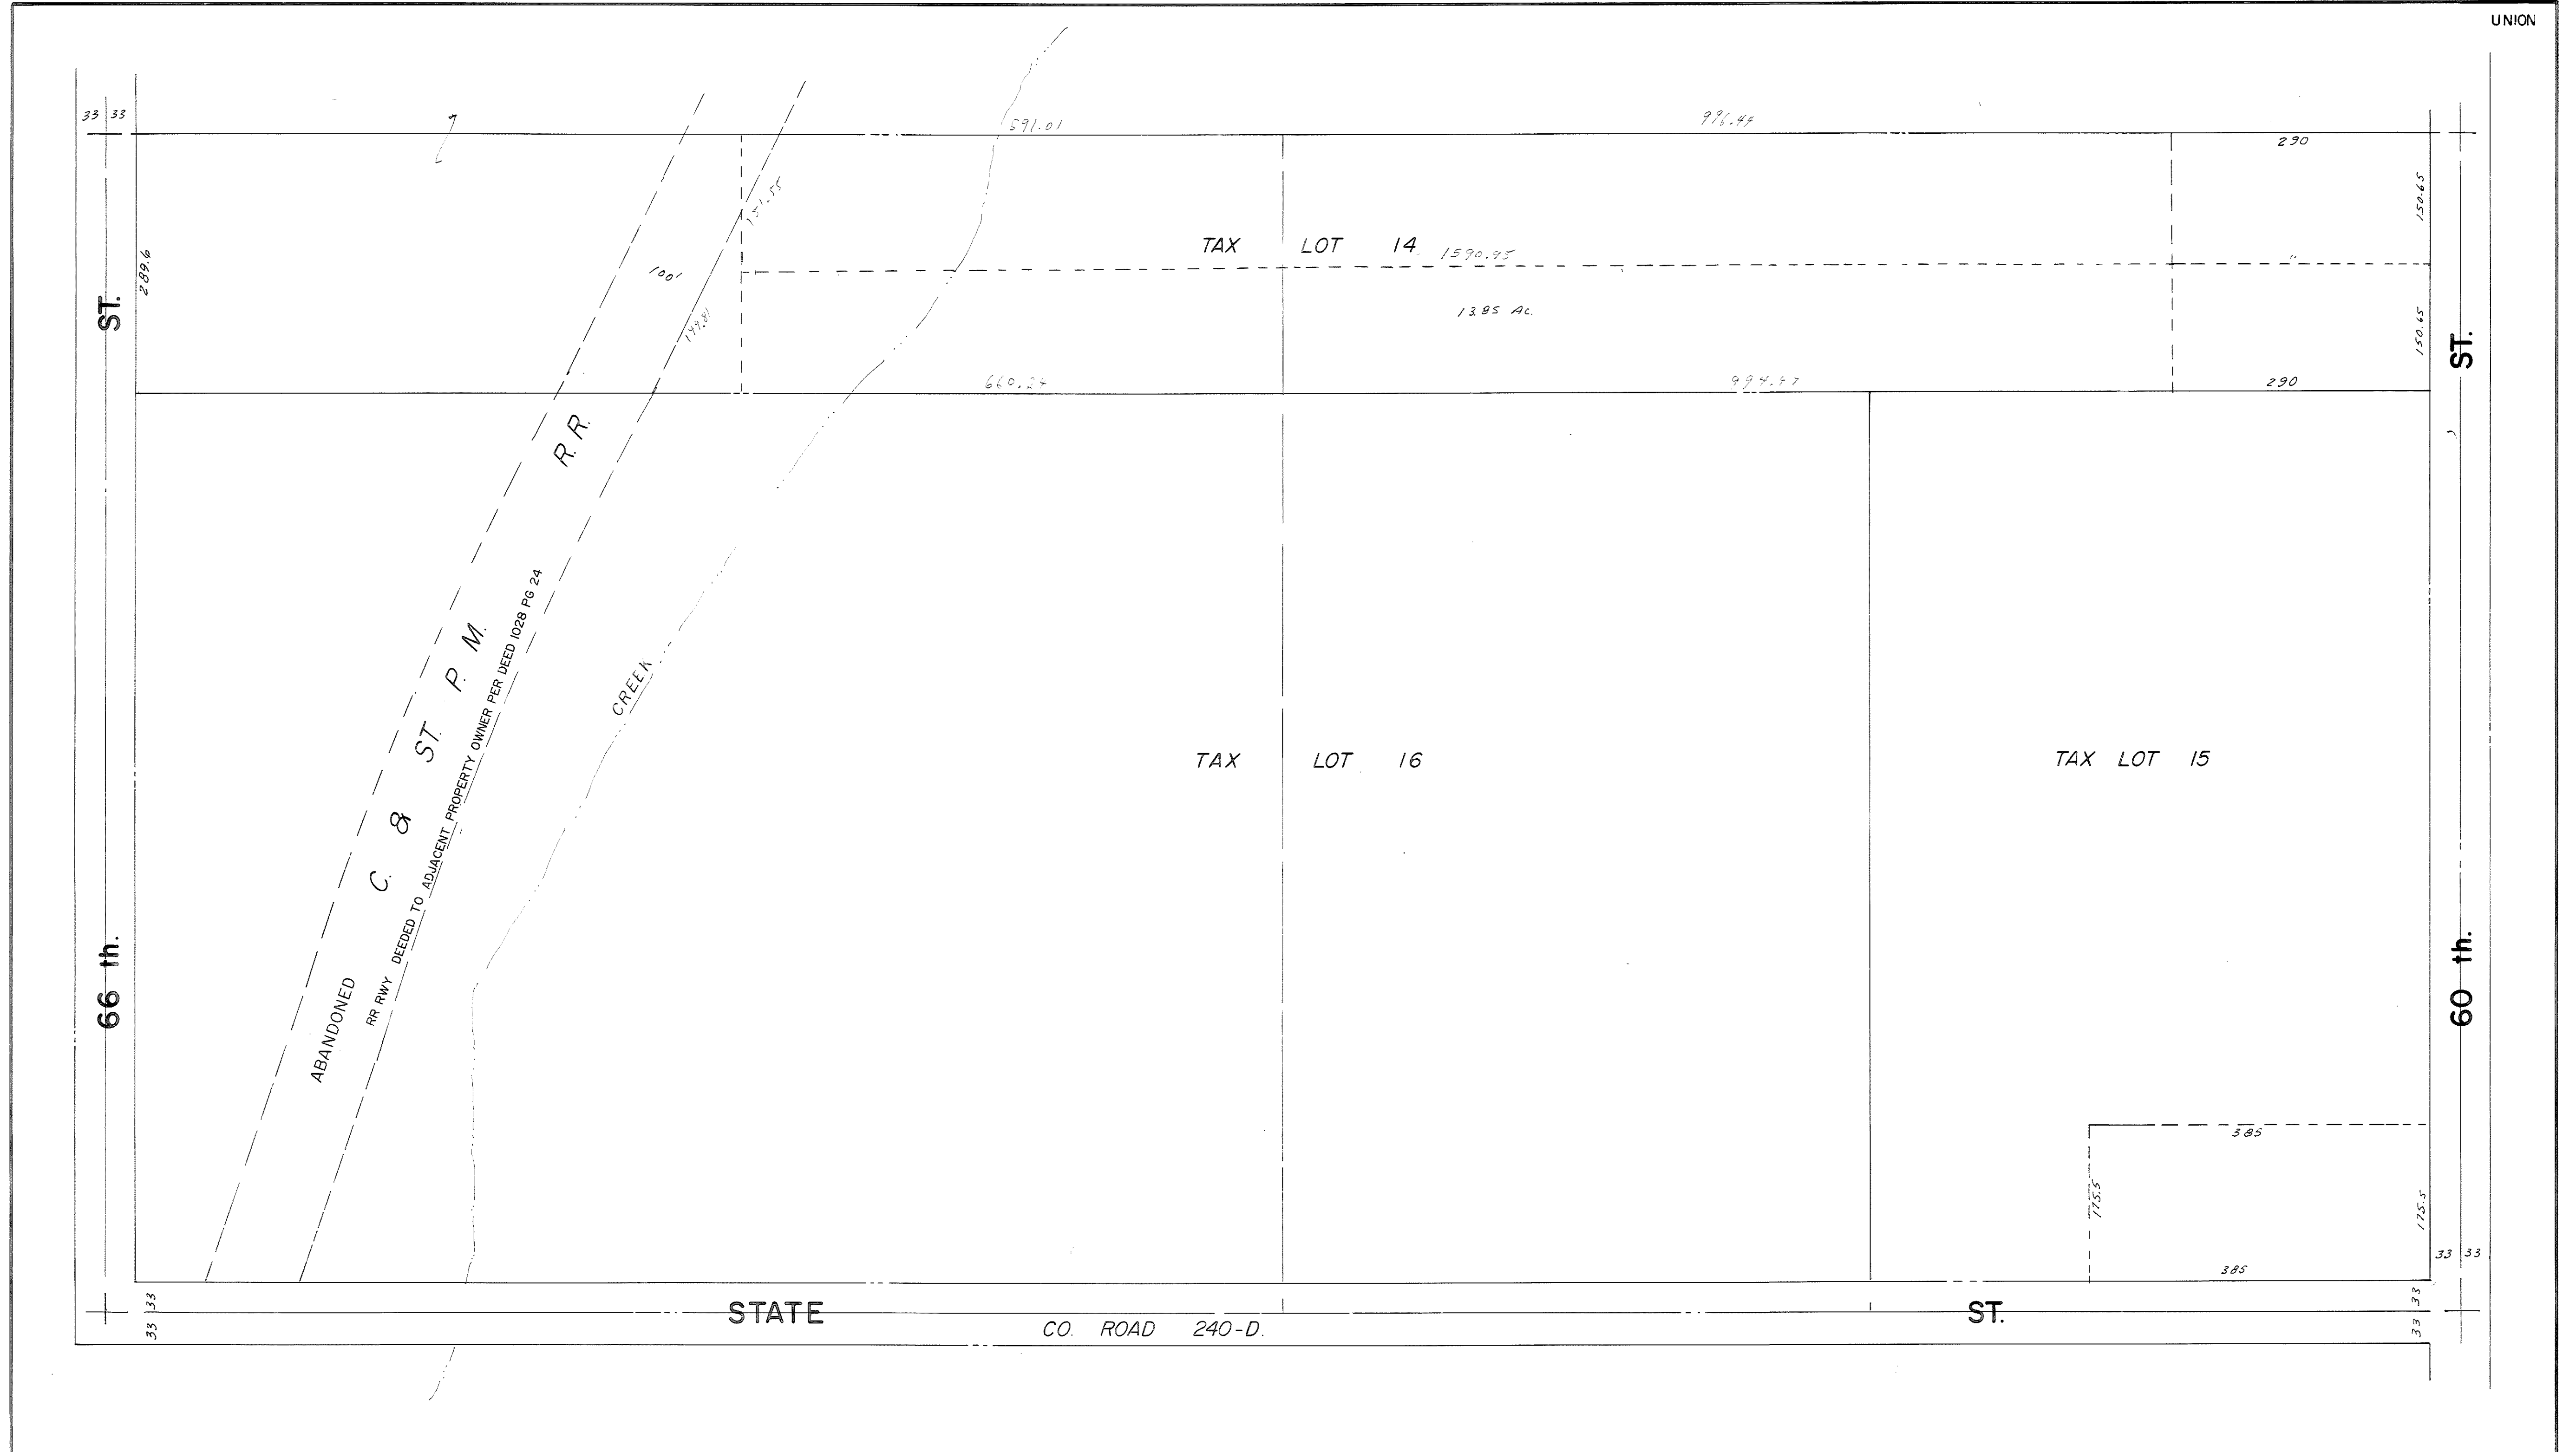 UNION
33 33
591.01
996.49
290
151.55
150.65
TAX LOT 14
1590.95
"
289.6
100'
13.85 AC.
149.81
150.65
ST.
ST.
660.24
994.47
290
ABANDONED C. & ST. P. M. R.R.
RR RWY DEEDED TO ADJACENT PROPERTY OWNER PER DEED 1028 PG 24
CREEK
TAX LOT 16
TAX LOT 15
66 th.
60 th.
385
175.5
175.5
33 33
385
33
33
STATE ST.
33
33
CO. ROAD 240-D.